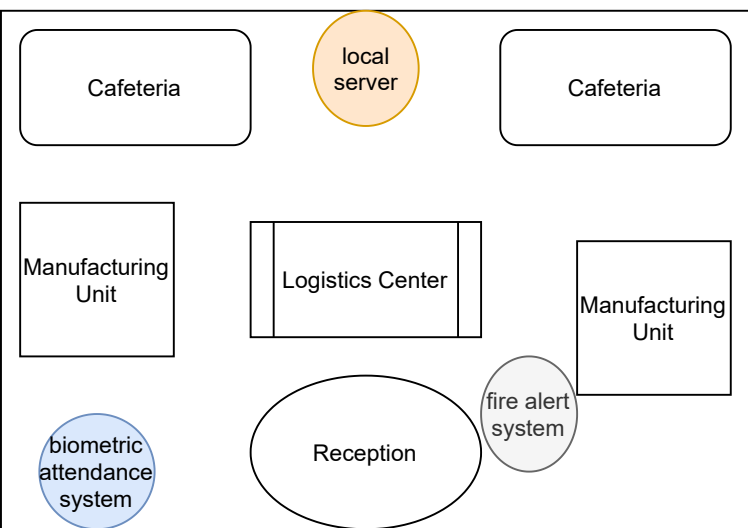 Cafeteria
local
server
Cafeteria
Manufacturing
Unit
Logistics Center
Manufacturing
Unit
fire alert
system
Reception
biometric
attendance
system